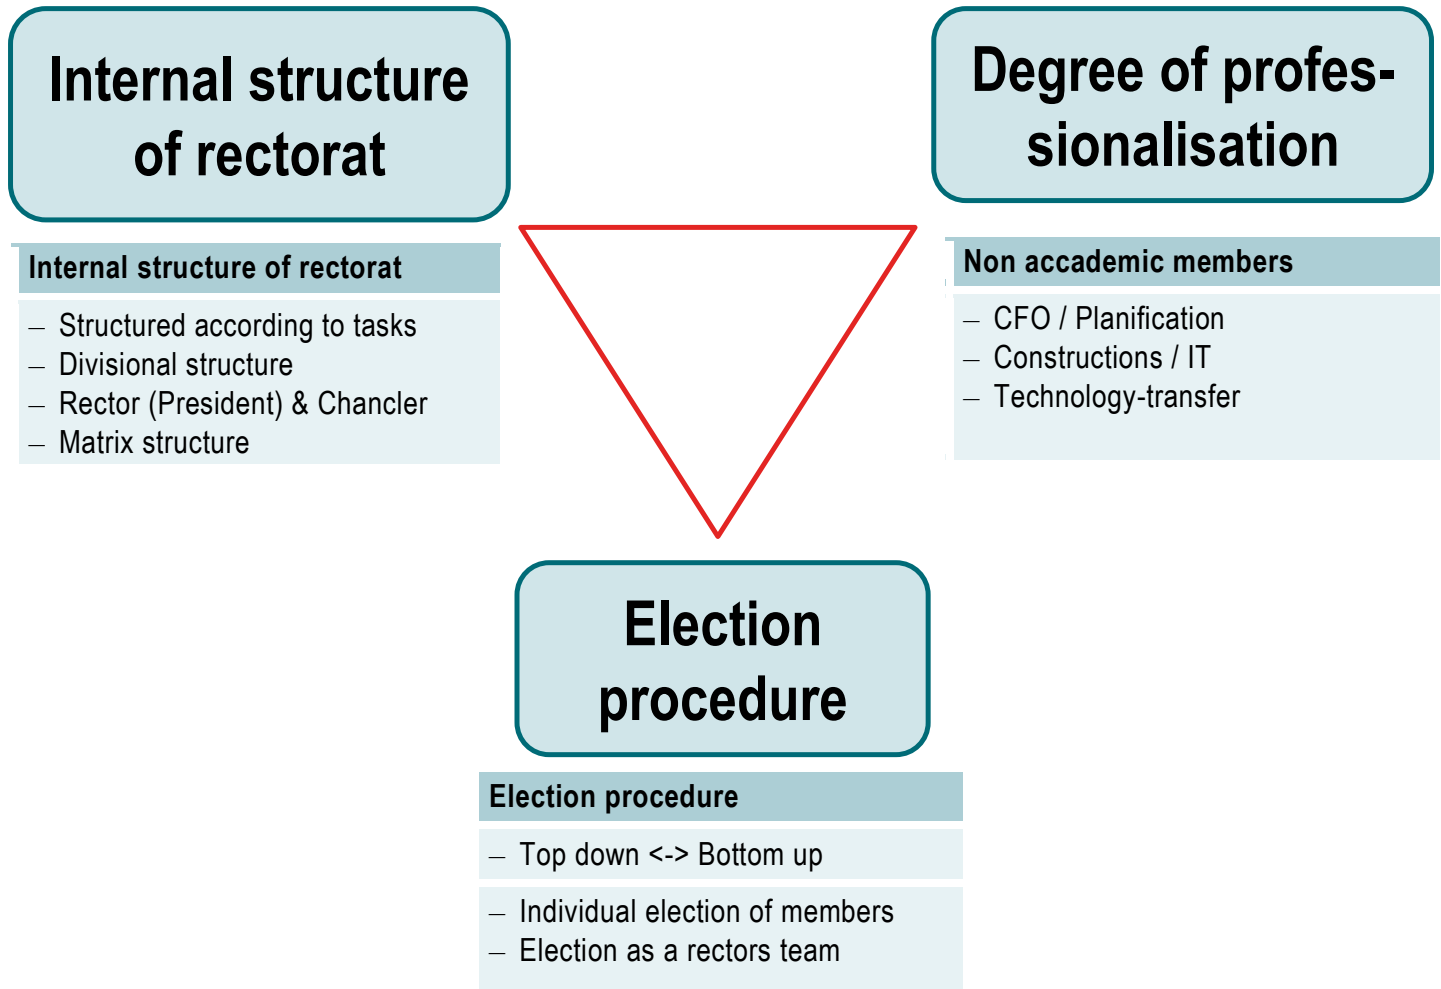 Internal structure
of rectorat
Internal structure of rectorat
– Structured according to tasks
– Divisional structure
– Rector (President) & Chancler
– Matrix structure
Degree of profes-
sionalisation
Non accademic members
– CFO / Planification
– Constructions / IT
– Technology-transfer
Election
procedure
Election procedure
– Top down <-> Bottom up
– Individual election of members
– Election as a rectors team